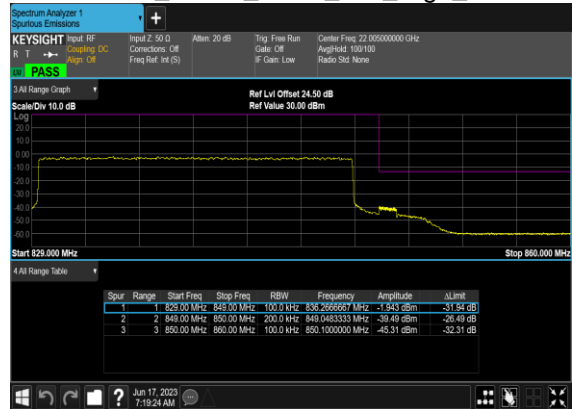 Spectrum Analyzer 1
Spurious Emissions
+
KEYSIGHT Input: RF Input Z: 50 Ω Atten: 20 dB Trig: Free Run Center Freq: 22.005000000 GHz
R T Coupling: DC Corrections: Off Gate: Off Avg|Hold: 100/100
Align: Off Freq Ref: Int (S) IF Gain: Low Radio Std: None
PASS
3 All Range Graph
Ref Lvl Offset 24.50 dB
Scale/Div 10.0 dB Ref Value 30.00 dBm
Log
20.0
10.0
0.00
-10.0
-20.0
-30.0
-40.0
-50.0
-60.0
Start 829.000 MHz Stop 860.000 MHz
4 All Range Table
Spur Range Start Freq Stop Freq RBW Frequency Amplitude ΔLimit
1 1 829.00 MHz 849.00 MHz 100.0 kHz 836.2666667 MHz -1.943 dBm -31.94 dB
2 2 849.00 MHz 850.00 MHz 200.0 kHz 849.0483333 MHz -39.49 dBm -26.49 dB
3 3 850.00 MHz 860.00 MHz 100.0 kHz 850.1000000 MHz -45.31 dBm -32.31 dB
? Jun 17, 2023
7:19:24 AM